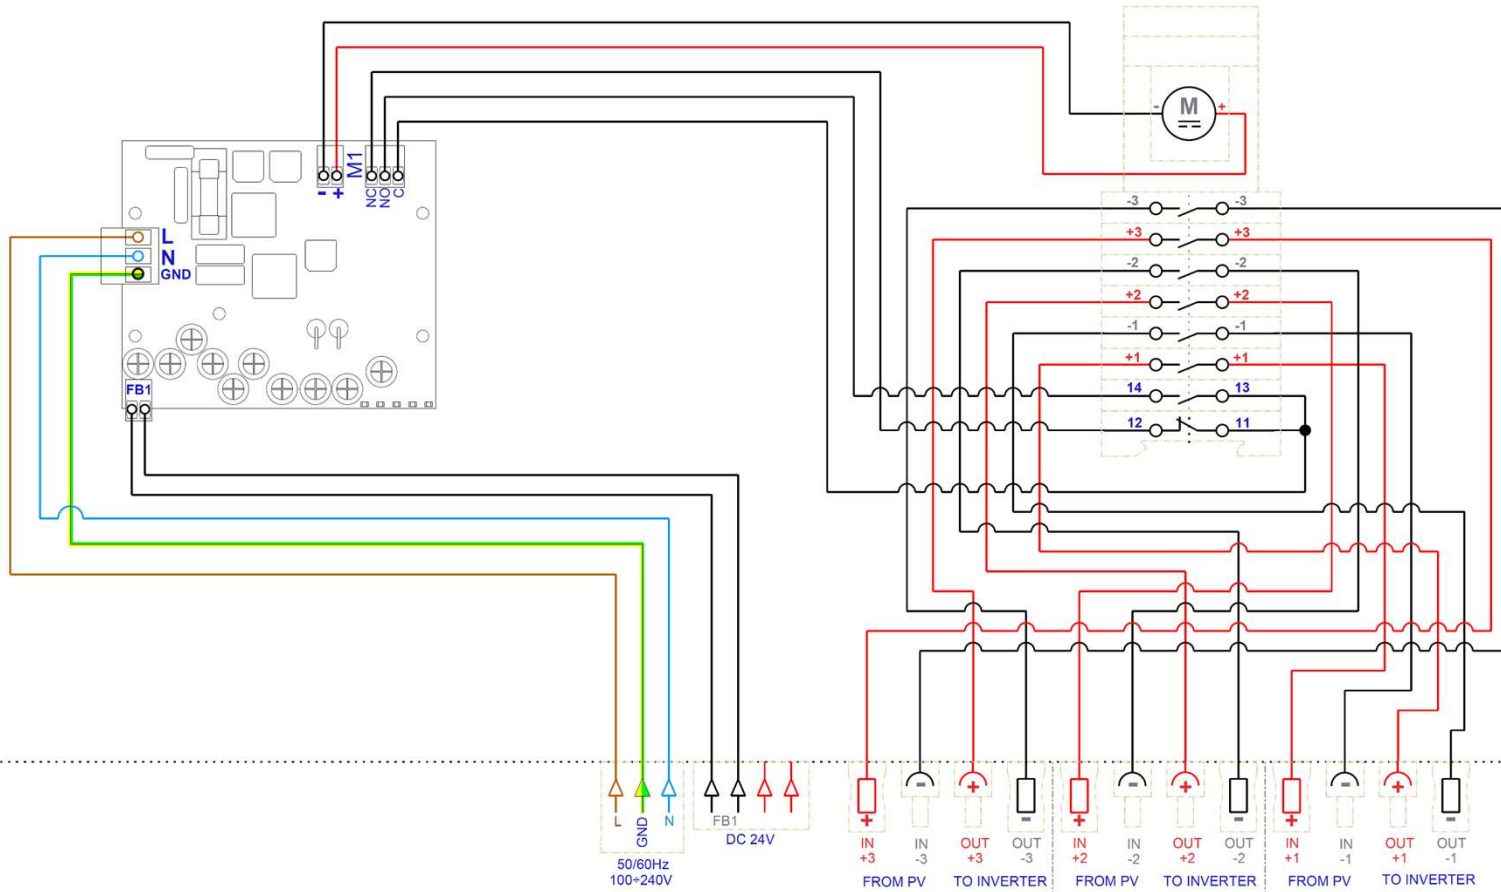 M
- +
M1
- +
NC
NO
C
L
N
GND
FB1
-3 -3
+3 +3
-2 -2
+2 +2
-1 -1
+1 +1
14 13
12 11
L
GND
N
50/60Hz
100÷240V
FB1
DC 24V
+ - + - + - + - + - + -
IN IN OUT OUT IN IN OUT OUT IN IN OUT OUT
+3 -3 +3 -3 +2 -2 +2 -2 +1 -1 +1 -1
FROM PV TO INVERTER FROM PV TO INVERTER FROM PV TO INVERTER